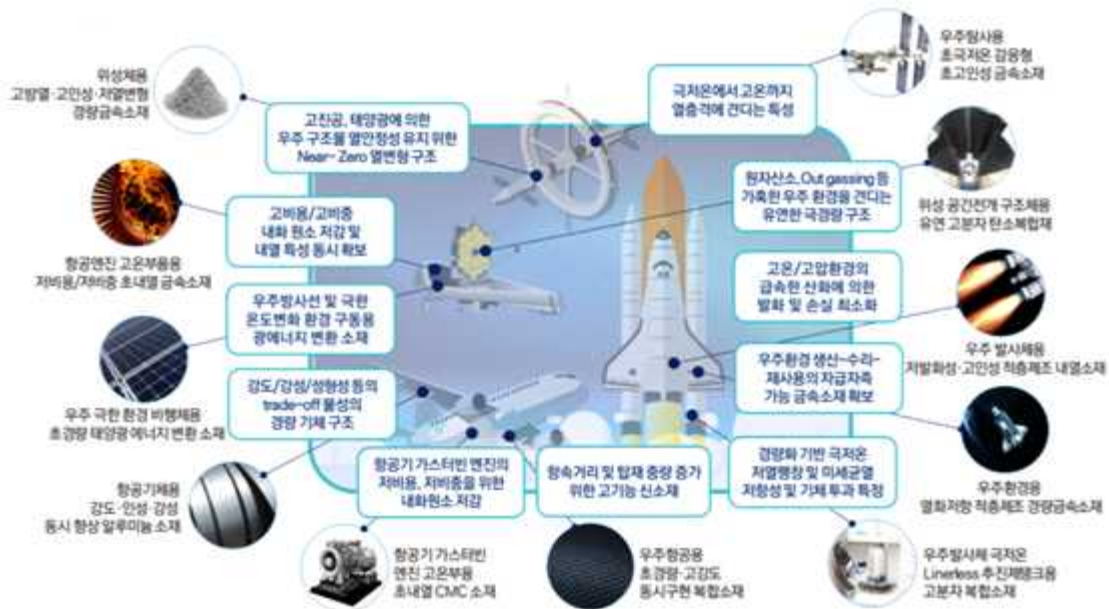 위성체용
고방열·고인성·저열변형
경량금속소재
고진공, 태양광에 의한
우주 구조물 열안정성 유지 위한
Near-Zero 열변형 구조
극저온에서 고온까지
열충격에 견디는 특성
우주탐사용
초극저온 감응형
초고인성 금속소재
항공엔진 고온부품용
저비용/저비중 초내열 금속소재
고비용/고비중
내화 원소 저감 및
내열 특성 동시 확보
원자산소, Out gassing 등
가혹한 우주 환경을 견디는
유연한 극경량 구조
위성 공간전개 구조체용
유연 고분자 탄소복합재
우주 극한 환경 비행체용
초경량 태양광 에너지 변환 소재
우주방사선 및 극한
온도변화 환경 구동용
광에너지 변환 소재
고온/고압환경의
급속한 산화에 의한
발화 및 손실 최소화
우주 발사체용
저발화성·고인성 적층제조 내열소재
항공기체용
강도·인성·강성
동시 향상 알루미늄 소재
강도/강성/성형성 등의
trade-off 물성의
경량 기체 구조
우주환경 생산-수리-
재사용의 자급자족
가능 금속소재 확보
우주환경용
열화저항 적층제조 경량금속소재
항공기 가스터빈 엔진의
저비용, 저비중을 위한
내화원소 저감
항공기 가스터빈
엔진 고온부용
초내열 CMC 소재
항속거리 및 탑재 중량 증가
위한 고기능 신소재
우주항공용
초경량·고강도
동시구현 복합소재
경량화 기반 극저온
저열팽창 및 미세균열
저항성 및 기체 투과 특정
우주발사체 극저온
Linerless 추진제탱크용
고분자 복합소재